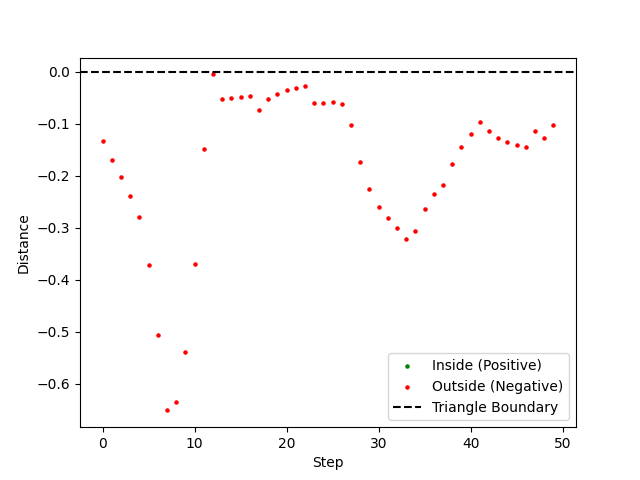 0.0
−0.1
−0.2
−0.3
−0.4
−0.5
−0.6
Distance
0 10 20 30 40 50
Step
Inside (Positive)
Outside (Negative)
Triangle Boundary